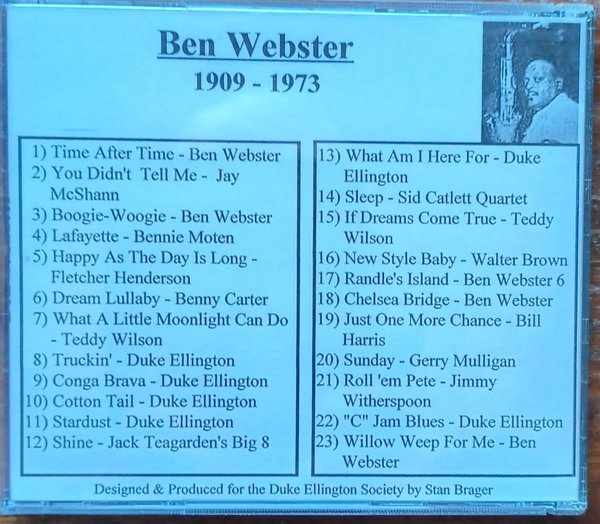 Ben Webster
1909 - 1973
1) Time After Time - Ben Webster
2) You Didn't Tell Me - Jay
McShann
3) Boogie-Woogie - Ben Webster
4) Lafayette - Bennie Moten
5) Happy As The Day Is Long -
Fletcher Henderson
6) Dream Lullaby - Benny Carter
7) What A Little Moonlight Can Do
- Teddy Wilson
8) Truckin' - Duke Ellington
9) Conga Brava - Duke Ellington
10) Cotton Tail - Duke Ellington
11) Stardust - Duke Ellington
12) Shine - Jack Teagarden's Big 8
13) What Am I Here For - Duke
Ellington
14) Sleep - Sid Catlett Quartet
15) If Dreams Come True - Teddy
Wilson
16) New Style Baby - Walter Brown
17) Randle's Island - Ben Webster 6
18) Chelsea Bridge - Ben Webster
19) Just One More Chance - Bill
Harris
20) Sunday - Gerry Mulligan
21) Roll 'em Pete - Jimmy
Witherspoon
22) "C" Jam Blues - Duke Ellington
23) Willow Weep For Me - Ben
Webster
Designed & Produced for the Duke Ellington Society by Stan Brager